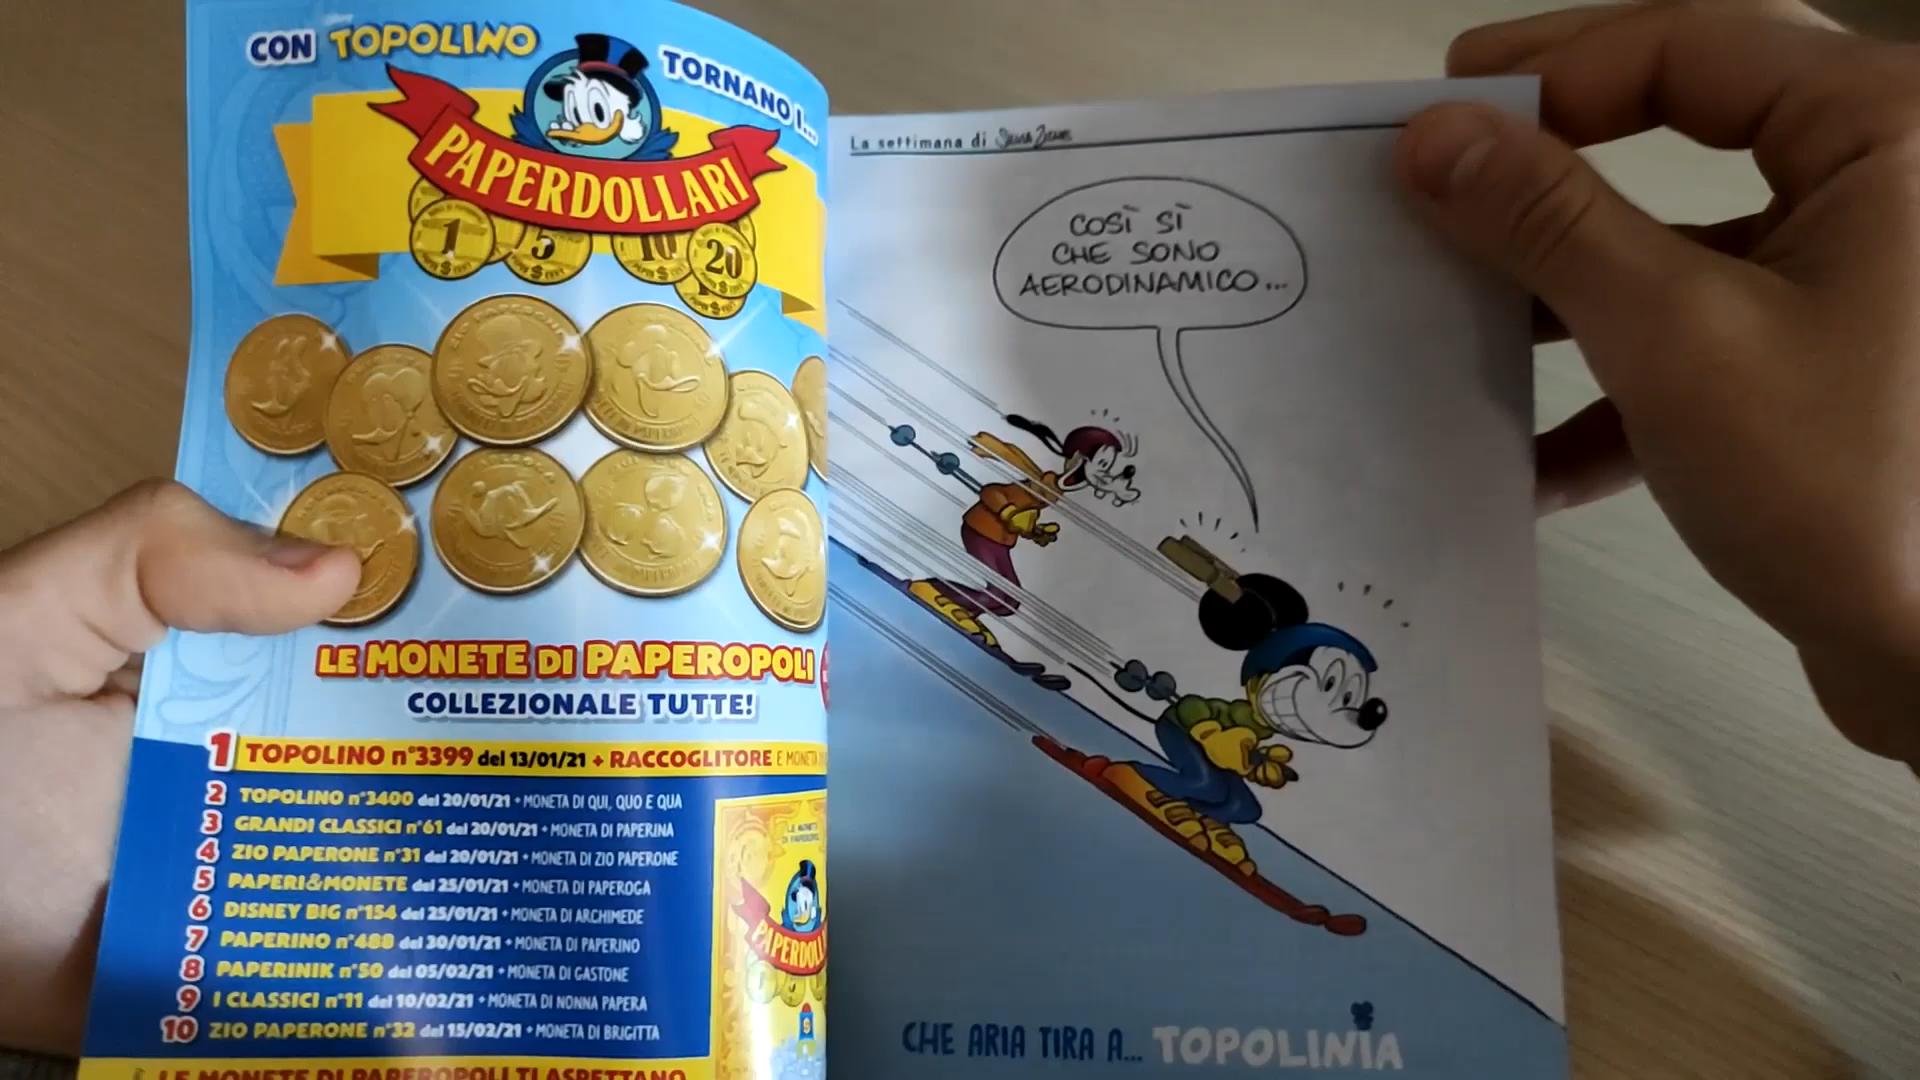 CON TOPOLINO
TORNANO I...
PAPERDOLLARI
1 5 10 20
LE MONETE DI PAPEROPOLI
COLLEZIONALE TUTTE!
1 TOPOLINO n°3399 del 13/01/21 + RACCOGLITORE E MONETA
2 TOPOLINO n°3400 del 20/01/21 + MONETA DI QUI, QUO E QUA
3 GRANDI CLASSICI n°61 del 20/01/21 + MONETA DI PAPERINA
4 ZIO PAPERONE n°31 del 20/01/21 + MONETA DI ZIO PAPERONE
5 PAPERI&MONETE del 25/01/21 + MONETA DI PAPEROGA
6 DISNEY BIG n°154 del 25/01/21 + MONETA DI ARCHIMEDE
7 PAPERINO n°488 del 30/01/21 + MONETA DI PAPERINO
8 PAPERINIK n°50 del 05/02/21 + MONETA DI GASTONE
9 I CLASSICI n°11 del 10/02/21 + MONETA DI NONNA PAPERA
10 ZIO PAPERONE n°32 del 15/02/21 + MONETA DI BRIGITTA
LE MONETE DI PAPEROPOLI TI ASPETTANO
La settimana di Silvia Ziche
COSÌ SÌ
CHE SONO
AERODINAMICO...
CHE ARIA TIRA A... TOPOLINIA